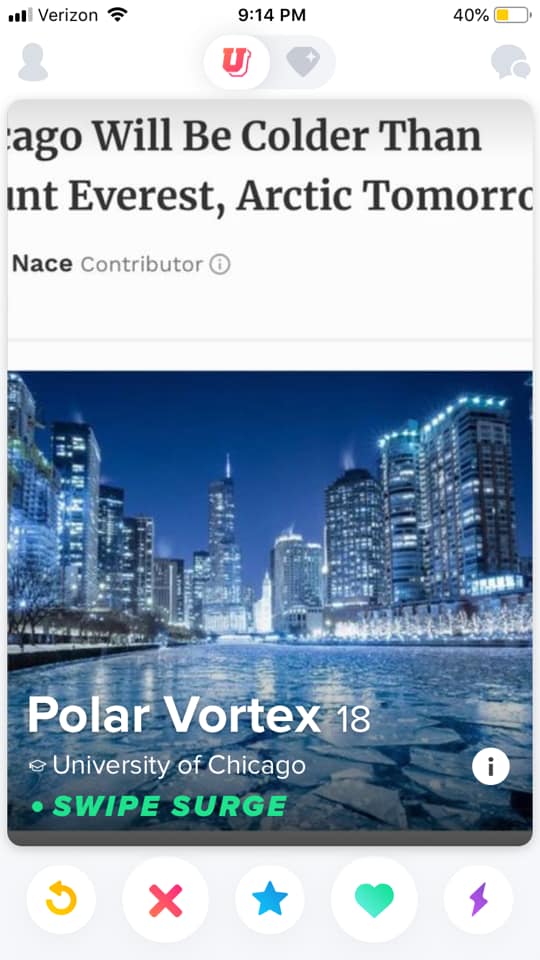 Verizon 9:14 PM 40%
U
cago Will Be Colder Than
unt Everest, Arctic Tomorro
Nace Contributor i
Polar Vortex 18
University of Chicago
i
• SWIPE SURGE